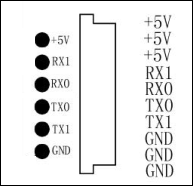 +5V
RX1
RX0
TX0
TX1
GND
+5V
+5V
+5V
RX1
RX0
TX0
TX1
GND
GND
GND